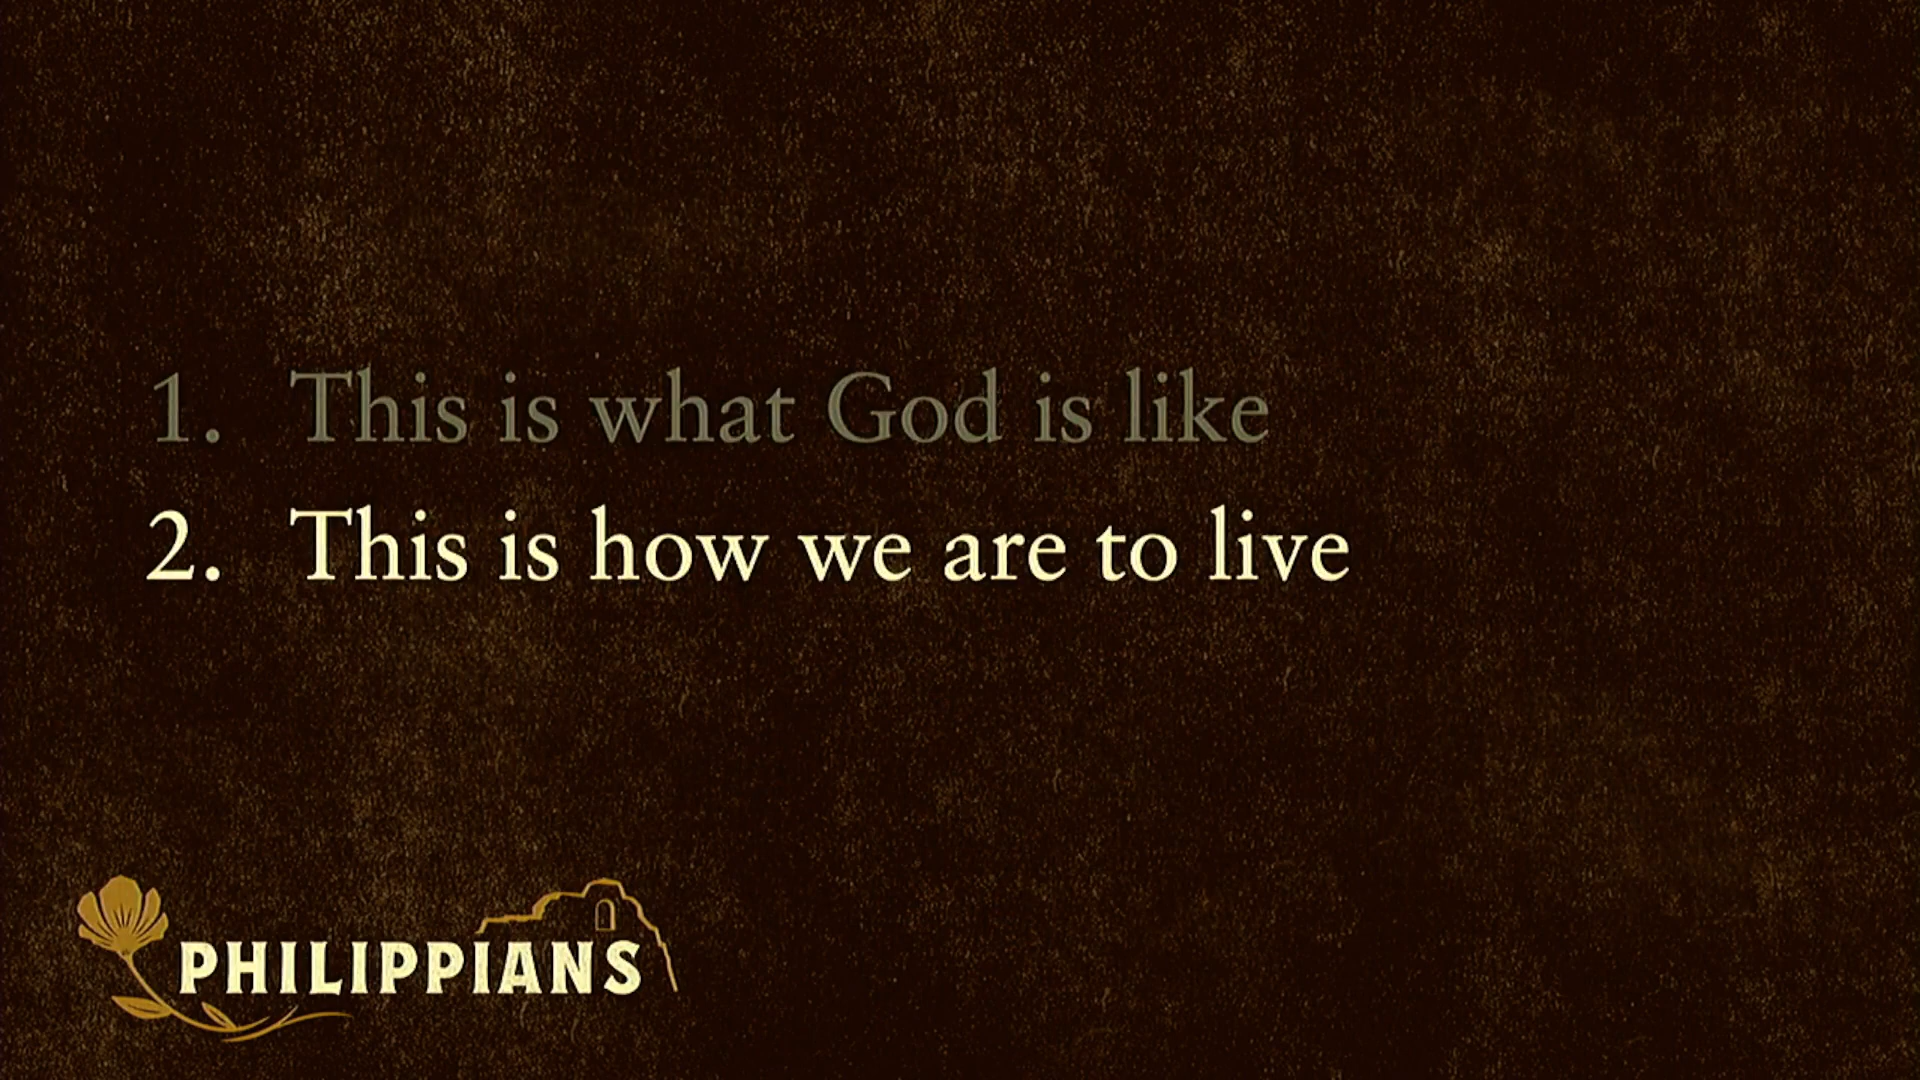 1. This is what God is like
2. This is how we are to live
PHILIPPIANS